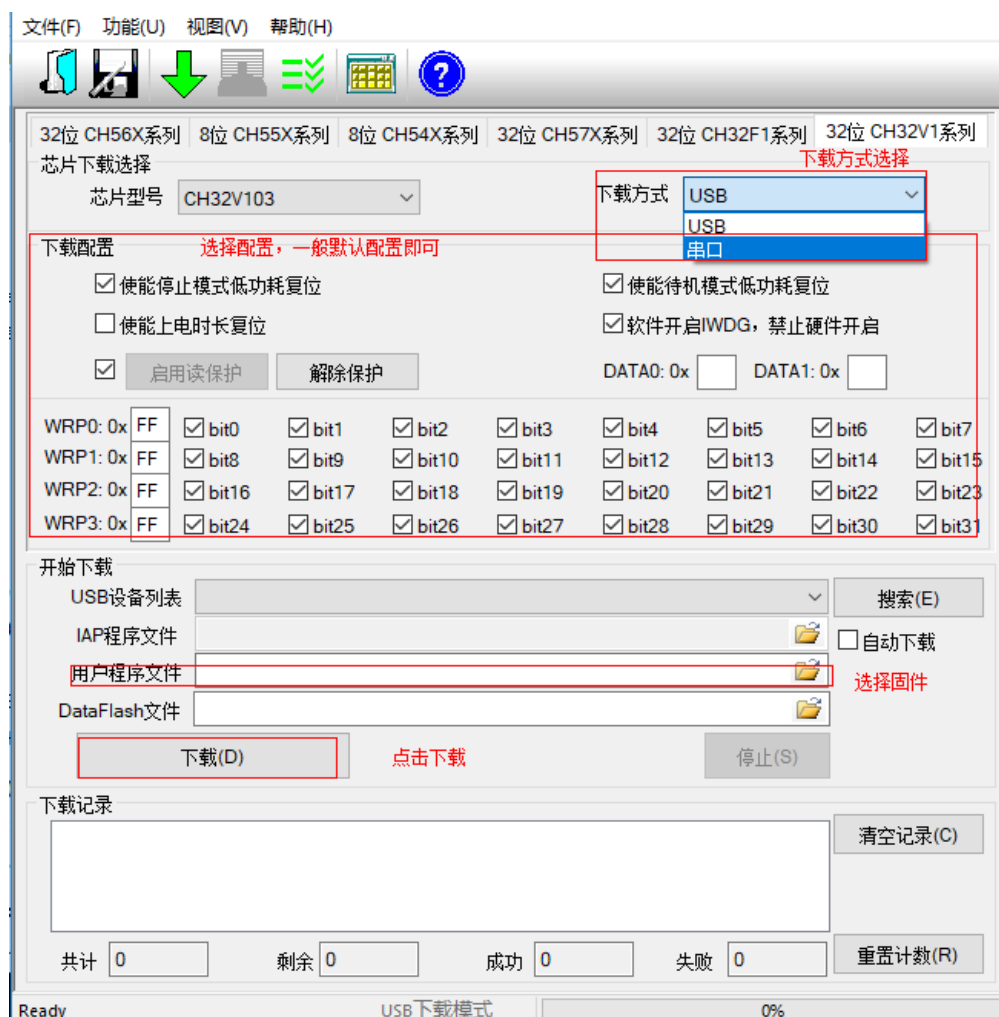 文件(F) 功能(U) 视图(V) 帮助(H)
32位 CH56X系列 8位 CH55X系列 8位 CH54X系列 32位 CH57X系列 32位 CH32F1系列 32位 CH32V1系列
芯片下载选择 下载方式选择
芯片型号 CH32V103 下载方式 USB
USB
串口
下载配置 选择配置，一般默认配置即可
使能停止模式低功耗复位 使能待机模式低功耗复位
使能上电时长复位 软件开启IWDG，禁止硬件开启
启用读保护 解除保护 DATA0: 0x DATA1: 0x
WRP0: 0x FF bit0 bit1 bit2 bit3 bit4 bit5 bit6 bit7
WRP1: 0x FF bit8 bit9 bit10 bit11 bit12 bit13 bit14 bit15
WRP2: 0x FF bit16 bit17 bit18 bit19 bit20 bit21 bit22 bit23
WRP3: 0x FF bit24 bit25 bit26 bit27 bit28 bit29 bit30 bit31
开始下载
USB设备列表 搜索(E)
IAP程序文件 自动下载
用户程序文件 选择固件
DataFlash文件
下载(D) 点击下载 停止(S)
下载记录
清空记录(C)
共计 0 剩余 0 成功 0 失败 0 重置计数(R)
Ready USB下载模式 0%